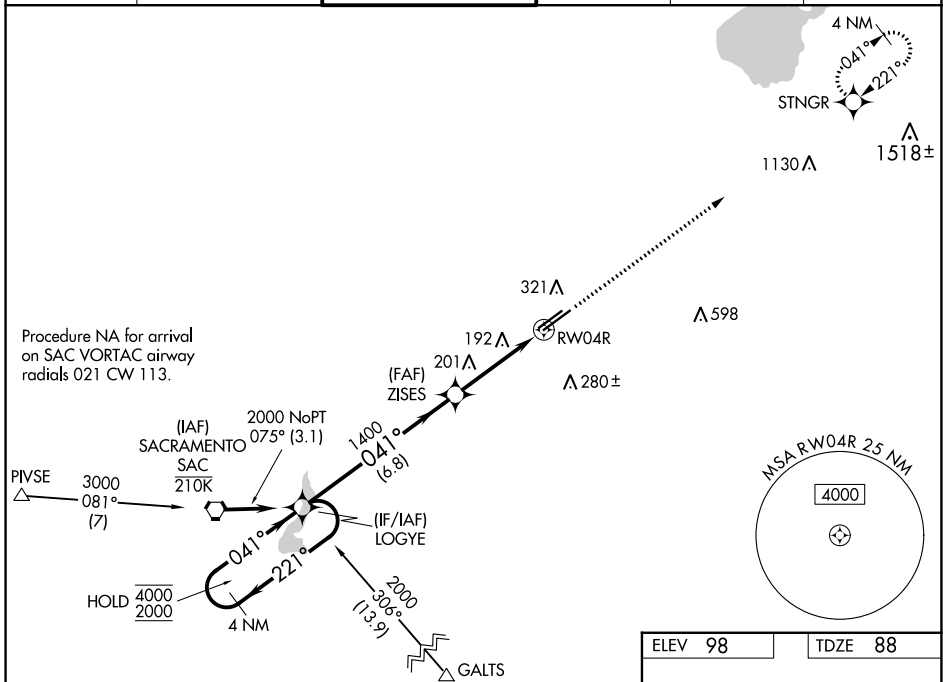 4 NM
041°
221°
STNGR
1518±
1130
321
RW04R
598
192
201
(FAF)
ZISES
280±
Procedure NA for arrival
on SAC VORTAC airway
radials 021 CW 113.
(IAF)
SACRAMENTO
SAC
210K
2000 NoPT
075° (3.1)
1400
041°
(6.8)
PIVSE
3000
081°
(7)
(IF/IAF)
LOGYE
041°
221°
HOLD 4000
2000
4 NM
2000
306°
(13.9)
GALTS
MSA RW04R 25 NM
4000
ELEV 98
TDZE 88